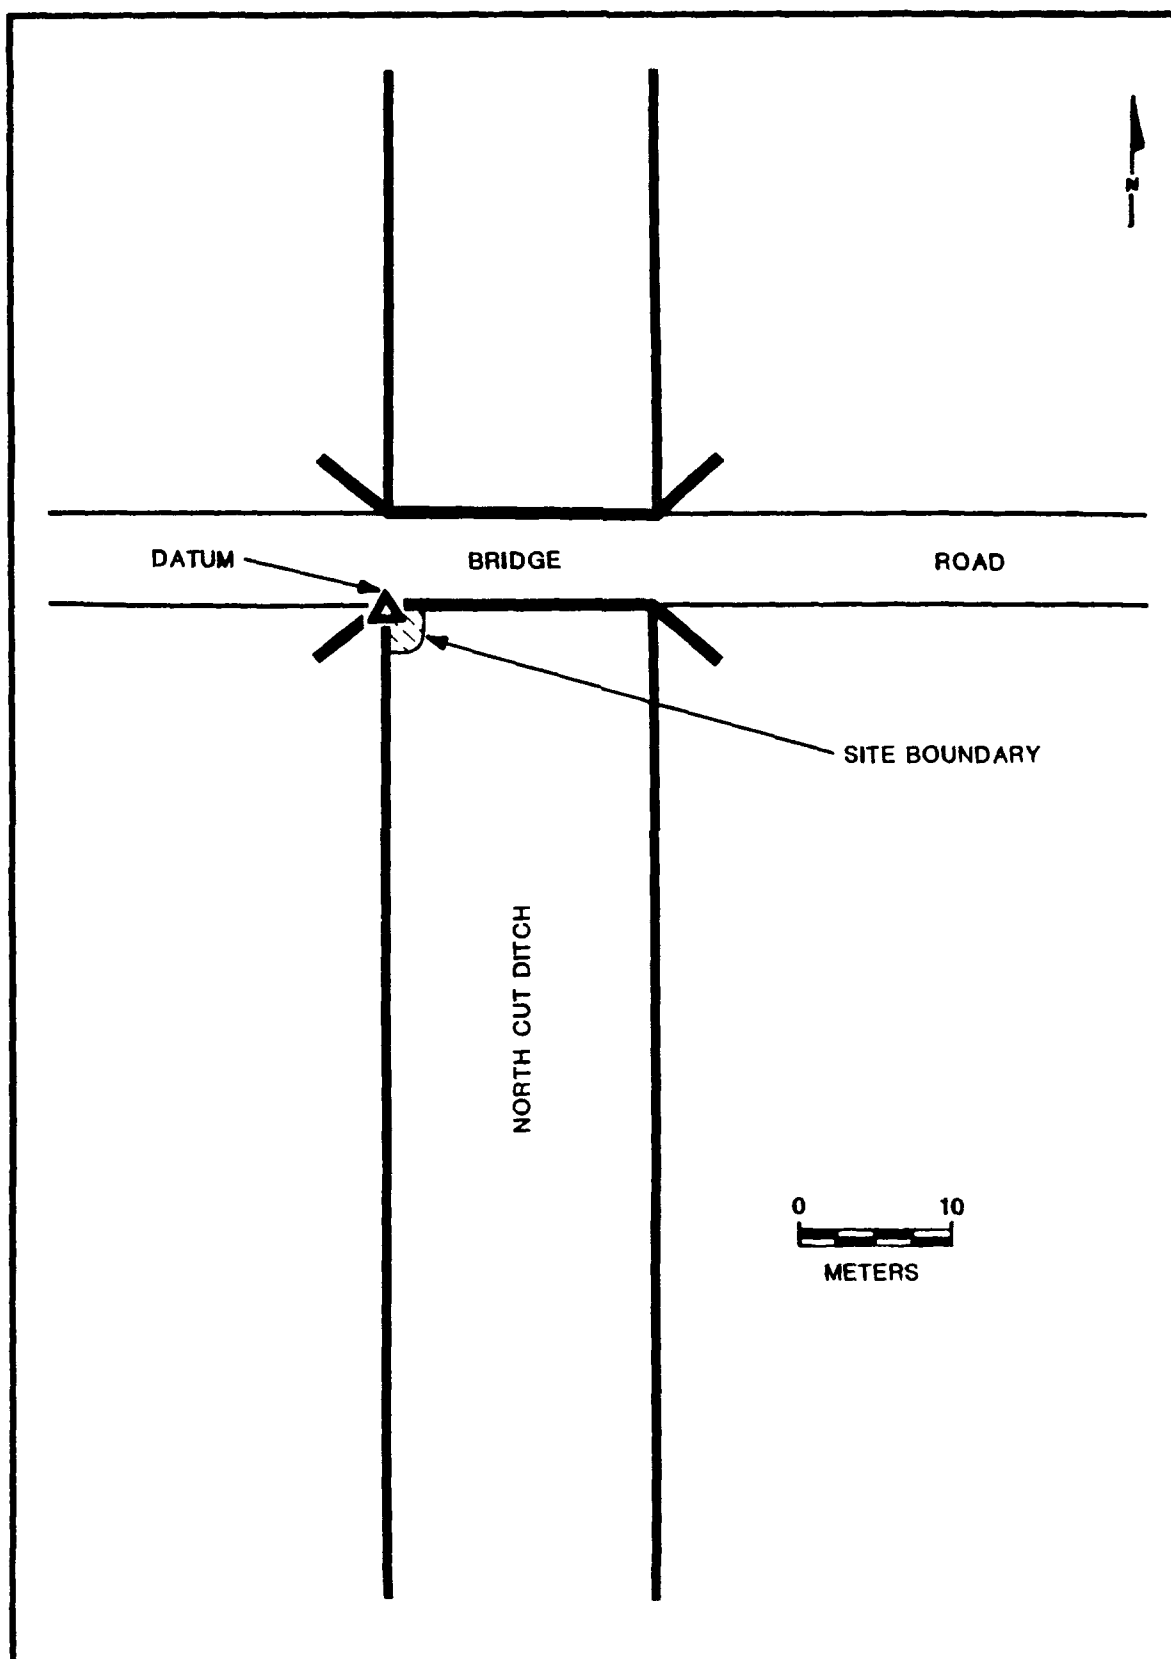 N
DATUM
BRIDGE
ROAD
SITE BOUNDARY
NORTH CUT DITCH
0 10
METERS